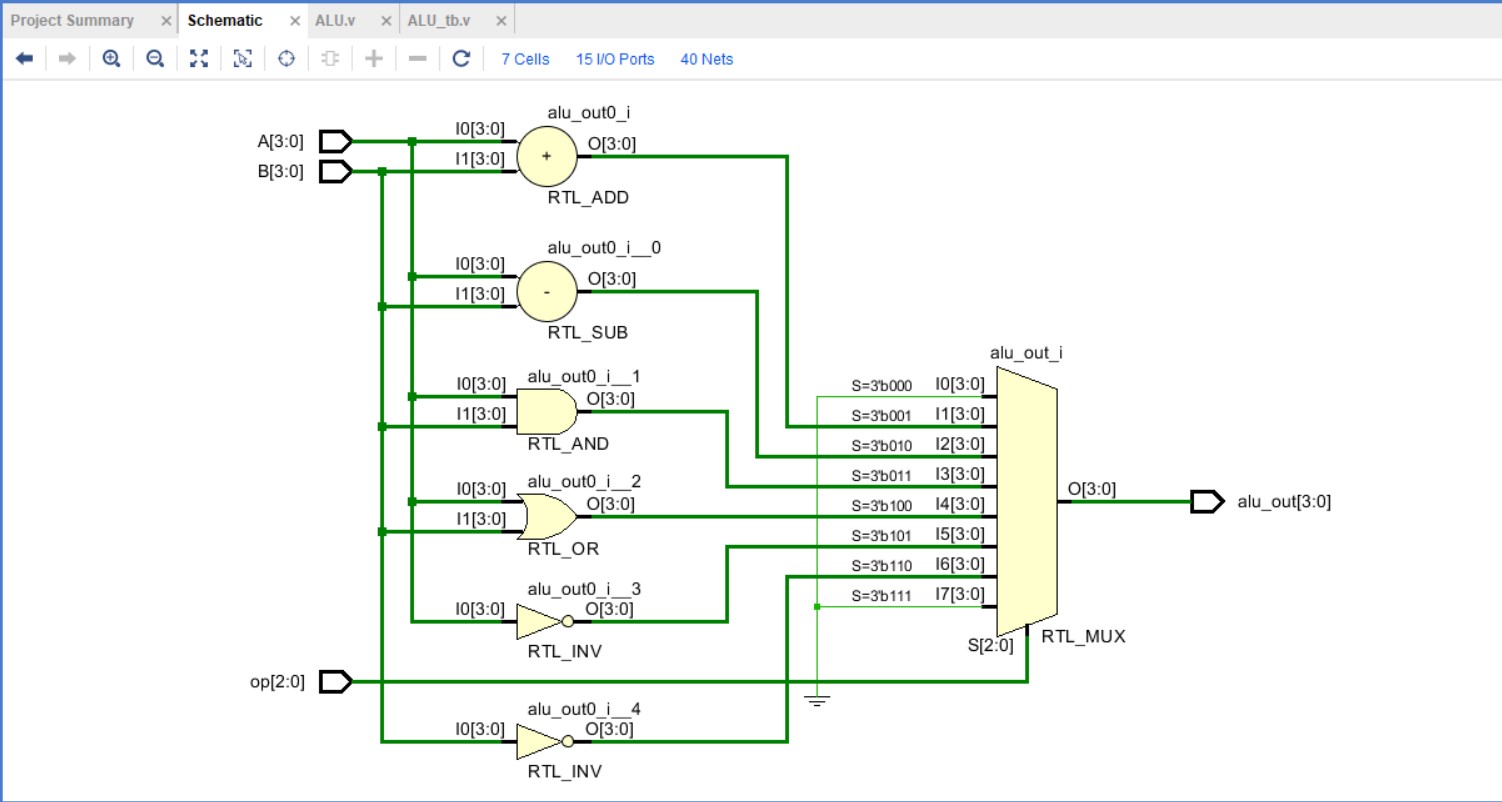 Project Summary × Schematic × ALU.v × ALU_tb.v ×
7 Cells 15 I/O Ports 40 Nets
alu_out0_i
A[3:0] I0[3:0] O[3:0]
B[3:0] I1[3:0] +
RTL_ADD
alu_out0_i__0
I0[3:0] O[3:0]
I1[3:0] -
RTL_SUB
alu_out_i
alu_out0_i__1
I0[3:0] O[3:0] S=3'b000 I0[3:0]
I1[3:0] S=3'b001 I1[3:0]
RTL_AND S=3'b010 I2[3:0]
alu_out0_i__2 S=3'b011 I3[3:0]
I0[3:0] O[3:0] S=3'b100 I4[3:0] O[3:0] alu_out[3:0]
I1[3:0] S=3'b101 I5[3:0]
RTL_OR S=3'b110 I6[3:0]
alu_out0_i__3 S=3'b111 I7[3:0]
I0[3:0] O[3:0]
RTL_INV S[2:0] RTL_MUX
op[2:0]
alu_out0_i__4
I0[3:0] O[3:0]
RTL_INV